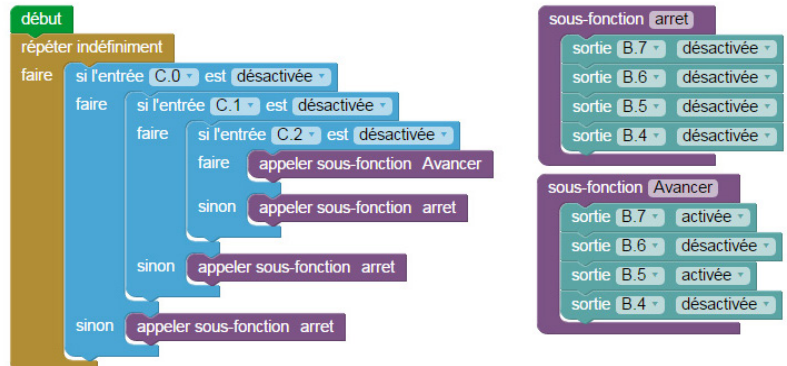 début
répéter indéfiniment
faire si l'entrée C.0 est désactivée
faire si l'entrée C.1 est désactivée
faire si l'entrée C.2 est désactivée
faire appeler sous-fonction Avancer
sinon appeler sous-fonction arret
sinon appeler sous-fonction arret
sinon appeler sous-fonction arret
sous-fonction arret
sortie B.7 désactivée
sortie B.6 désactivée
sortie B.5 désactivée
sortie B.4 désactivée
sous-fonction Avancer
sortie B.7 activée
sortie B.6 désactivée
sortie B.5 activée
sortie B.4 désactivée